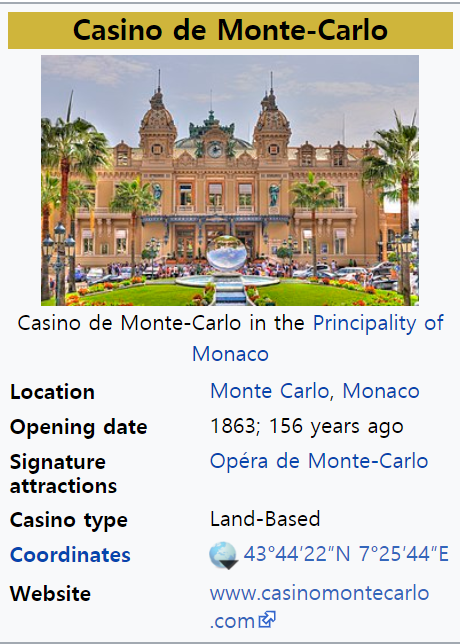 Casino de Monte-Carlo
Casino de Monte-Carlo in the Principality of
Monaco
Location Monte Carlo, Monaco
Opening date 1863; 156 years ago
Signature Opéra de Monte-Carlo
attractions
Casino type Land-Based
Coordinates 43°44′22″N 7°25′44″E
Website www.casinomontecarlo
.com